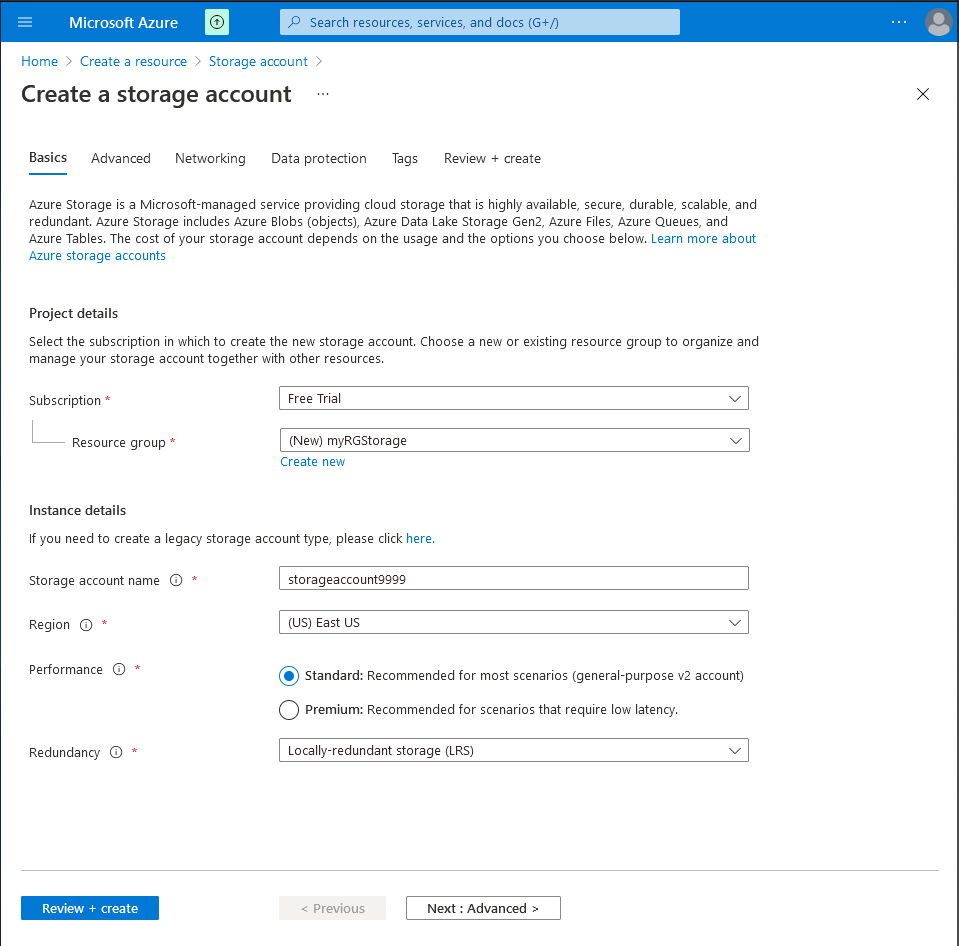 Microsoft Azure
Search resources, services, and docs (G+/)
...
Home > Create a resource > Storage account >
Create a storage account ...
Basics Advanced Networking Data protection Tags Review + create
Azure Storage is a Microsoft-managed service providing cloud storage that is highly available, secure, durable, scalable, and
redundant. Azure Storage includes Azure Blobs (objects), Azure Data Lake Storage Gen2, Azure Files, Azure Queues, and
Azure Tables. The cost of your storage account depends on the usage and the options you choose below. Learn more about
Azure storage accounts
Project details
Select the subscription in which to create the new storage account. Choose a new or existing resource group to organize and
manage your storage account together with other resources.
Subscription *
Free Trial
Resource group *
(New) myRGStorage
Create new
Instance details
If you need to create a legacy storage account type, please click here.
Storage account name *
storageaccount9999
Region *
(US) East US
Performance *
Standard: Recommended for most scenarios (general-purpose v2 account)
Premium: Recommended for scenarios that require low latency.
Redundancy *
Locally-redundant storage (LRS)
Review + create
< Previous
Next : Advanced >